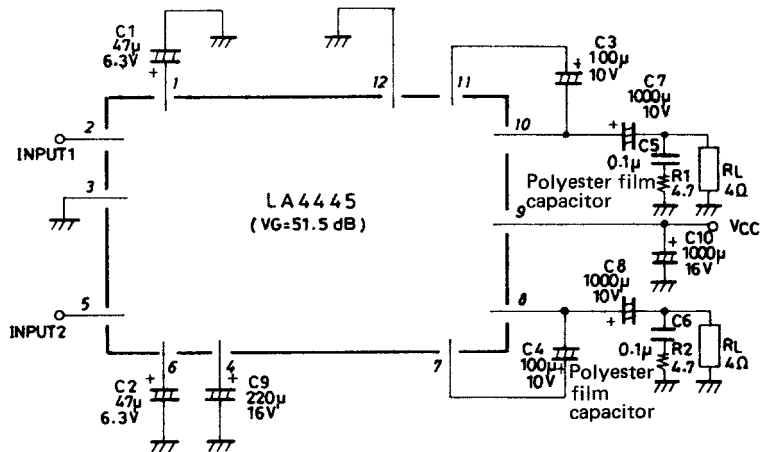 C1
47μ
6.3V
+
1
12
11
+
C3
100μ
10V
C7
1000μ
10V
2
INPUT1
10
+
C5
0.1μ
Polyester film
capacitor
R1
4.7
RL
4Ω
3
LA4445
(VG=51.5 dB)
9
VCC
+
C10
1000μ
16V
C8
1000μ
10V
5
INPUT2
8
+
C6
0.1μ
R2
4.7
RL
4Ω
6
4
7
C4
100μ
10V
+
Polyester
film
capacitor
C2
47μ
6.3V
+
C9
220μ
16V
+